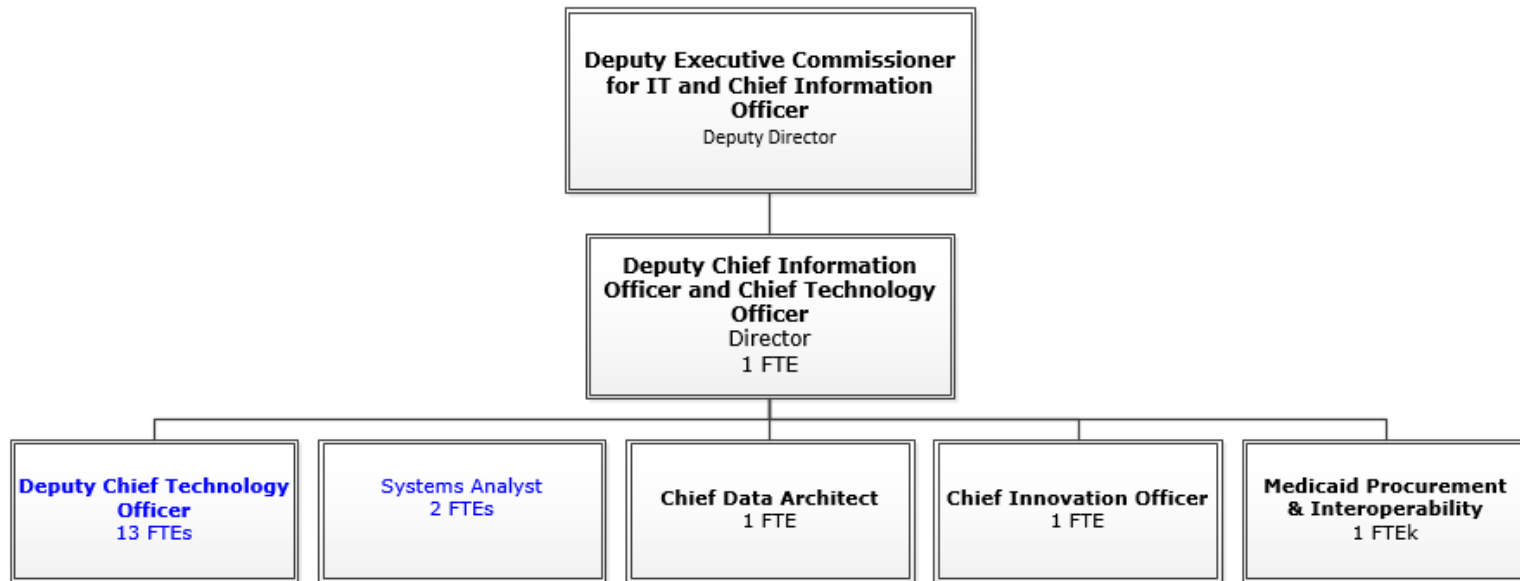 Deputy Executive Commissioner
for IT and Chief Information
Officer
Deputy Director
Deputy Chief Information
Officer and Chief Technology
Officer
Director
1 FTE
Deputy Chief Technology
Officer
13 FTEs
Systems Analyst
2 FTEs
Chief Data Architect
1 FTE
Chief Innovation Officer
1 FTE
Medicaid Procurement
& Interoperability
1 FTEk